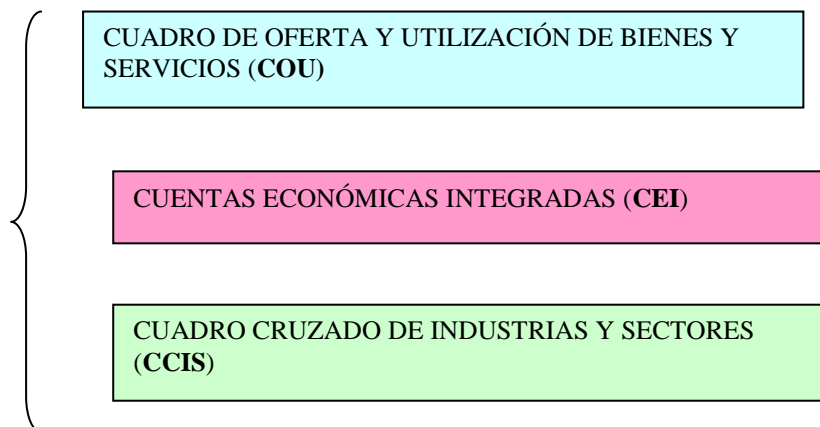 CUADRO DE OFERTA Y UTILIZACIÓN DE BIENES Y
SERVICIOS (COU)
CUENTAS ECONÓMICAS INTEGRADAS (CEI)
CUADRO CRUZADO DE INDUSTRIAS Y SECTORES
(CCIS)